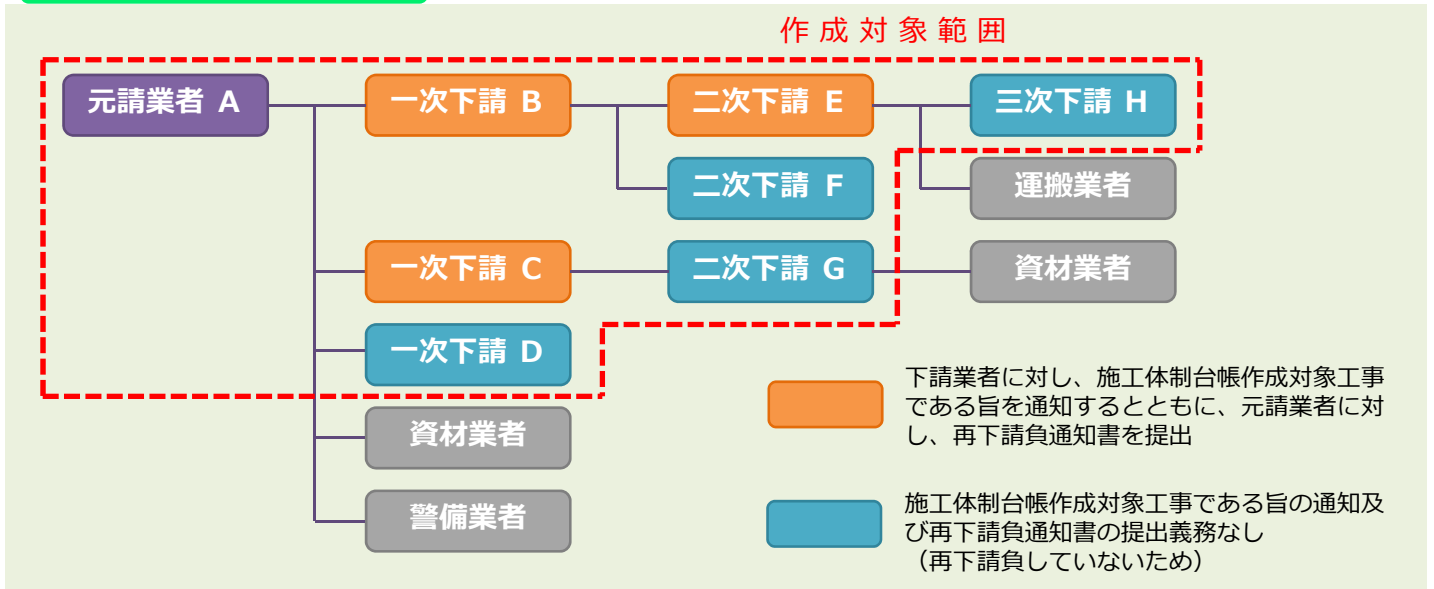 作成対象範囲
元請業者 A
一次下請 B
二次下請 E
三次下請 H
二次下請 F
運搬業者
一次下請 C
二次下請 G
資材業者
一次下請 D
資材業者
警備業者
下請業者に対し、施工体制台帳作成対象工事
である旨を通知するとともに、元請業者に対
し、再下請負通知書を提出
施工体制台帳作成対象工事である旨の通知及
び再下請負通知書の提出義務なし
（再下請負していないため）